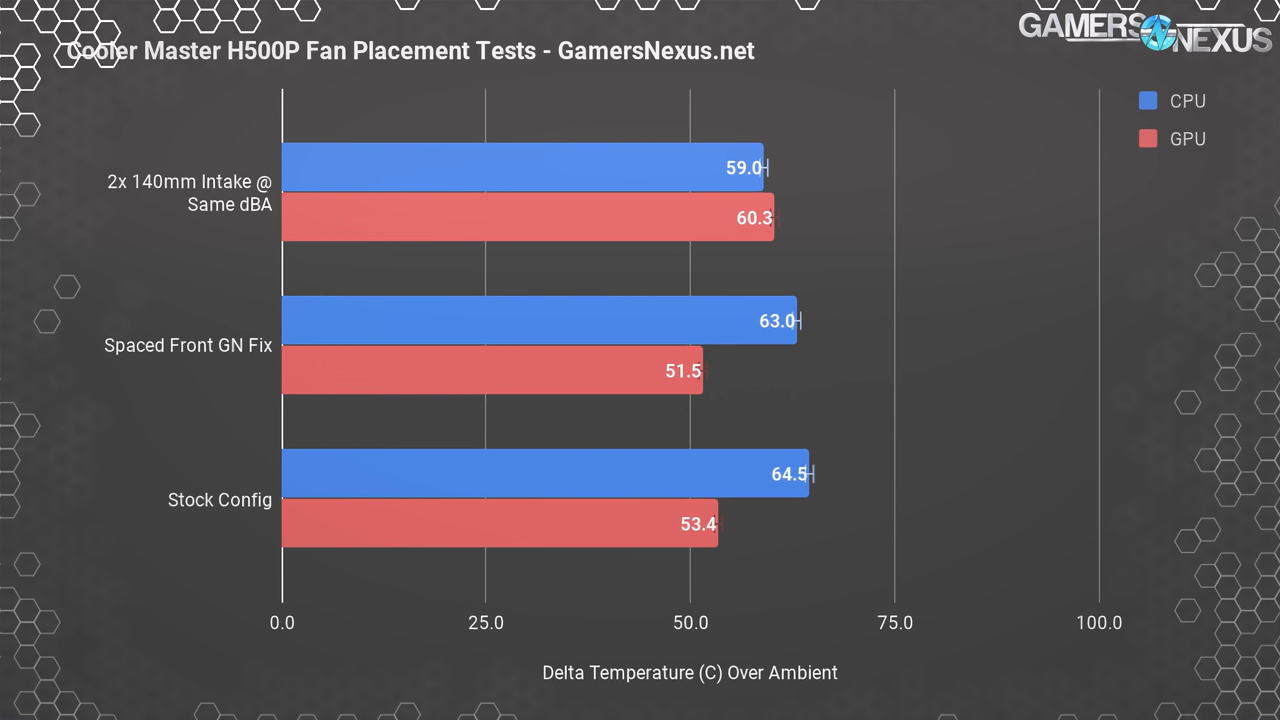 Cooler Master H500P Fan Placement Tests - GamersNexus.net
GAMERS NEXUS
CPU
GPU
2x 140mm Intake @
Same dBA
59.0
60.3
Spaced Front GN Fix
63.0
51.5
Stock Config
64.5
53.4
0.0 25.0 50.0 75.0 100.0
Delta Temperature (C) Over Ambient